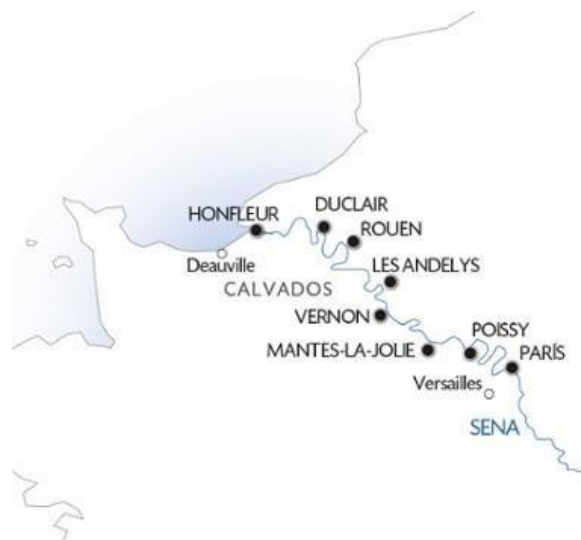 HONFLEUR
DUCLAIR
ROUEN
Deauville
LES ANDELYS
CALVADOS
VERNON
POISSY
MANTES-LA-JOLIE
PARÍS
Versailles
SENA